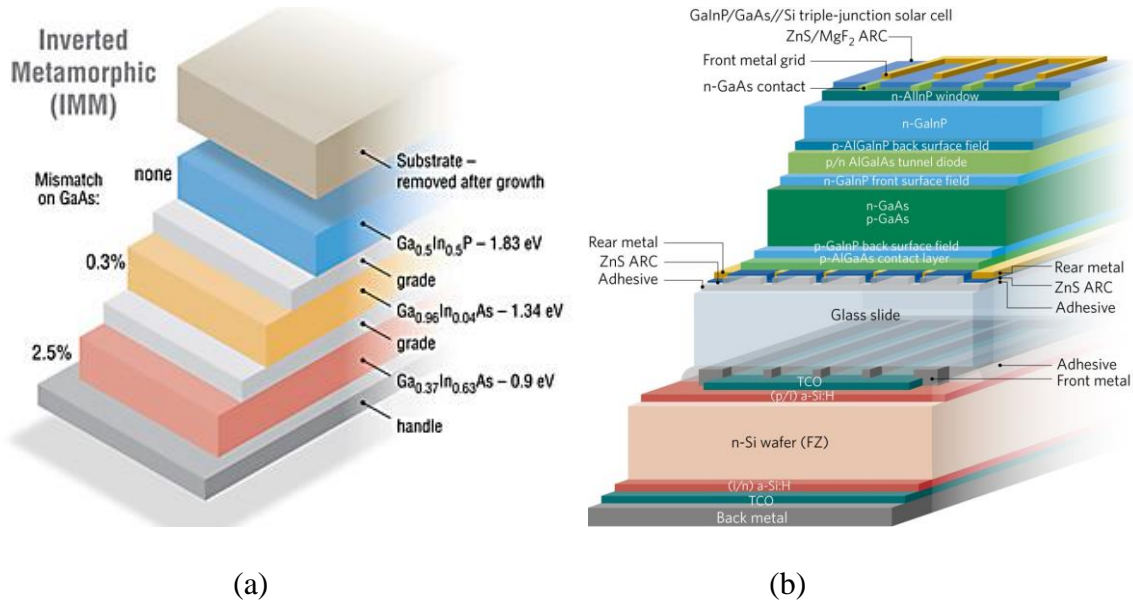 Inverted
Metamorphic
(IMM)
Mismatch
on GaAs:
none
0.3%
2.5%
Substrate –
removed after growth
Ga0.5In0.5P – 1.83 eV
grade
Ga0.96In0.04As – 1.34 eV
grade
Ga0.37In0.63As – 0.9 eV
handle
(a)
GaInP/GaAs//Si triple-junction solar cell
ZnS/MgF2 ARC
Front metal grid
n-GaAs contact
n-AlInP window
n-GaInP
p-AlGaInP back surface field
p/n AlGaIAs tunnel diode
n-GaInP front surface field
n-GaAs
p-GaAs
p-GaInP back surface field
p-AlGaAs contact layer
Rear metal
ZnS ARC
Adhesive
Rear metal
ZnS ARC
Adhesive
Glass slide
Adhesive
Front metal
TCO
(p/i) a-Si:H
n-Si wafer (FZ)
(i/n) a-Si:H
TCO
Back metal
(b)